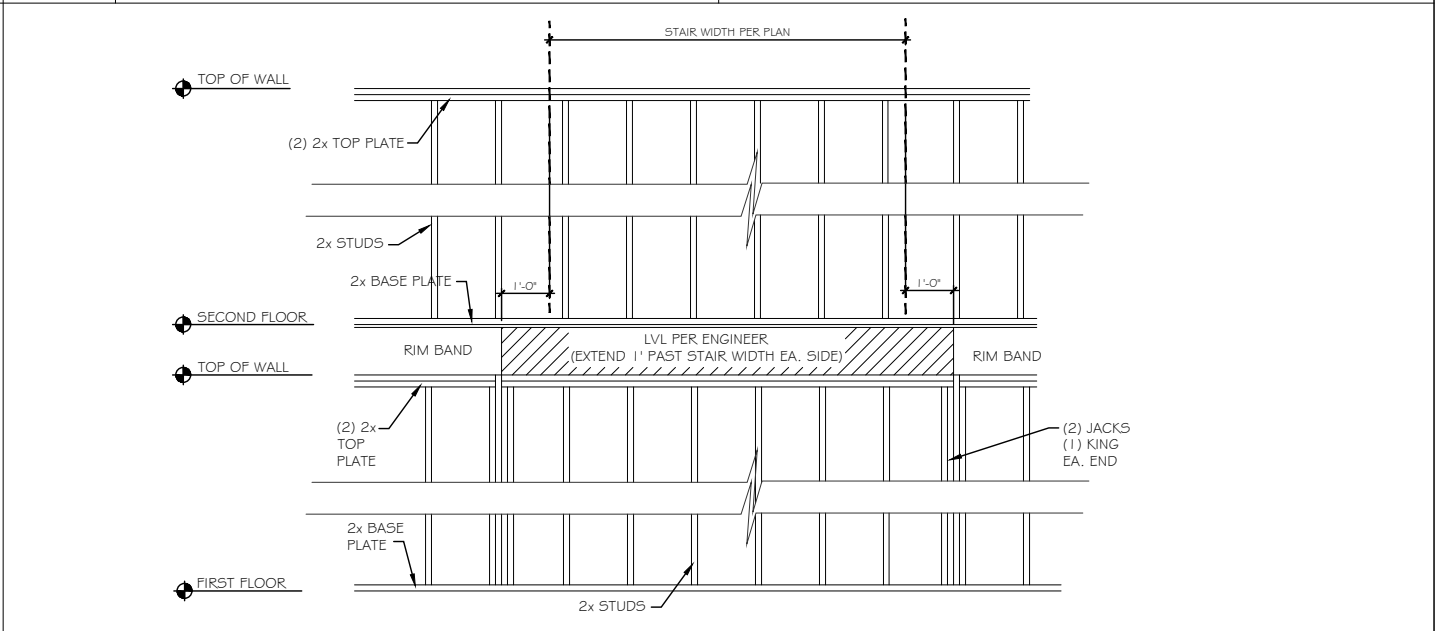 STAIR WIDTH PER PLAN
TOP OF WALL
(2) 2x TOP PLATE
2x STUDS
2x BASE PLATE
1'-0"
1'-0"
SECOND FLOOR
LVL PER ENGINEER
(EXTEND 1' PAST STAIR WIDTH EA. SIDE)
RIM BAND
RIM BAND
TOP OF WALL
(2) 2x
TOP
PLATE
(2) JACKS
(1) KING
EA. END
2x BASE
PLATE
FIRST FLOOR
2x STUDS